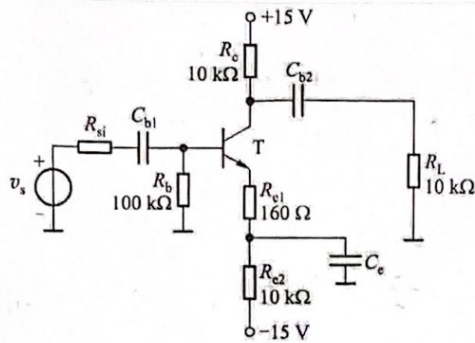 +15 V
R_c
10 kΩ
C_b2
C_b1
R_si
T
+
v_s
-
R_b
100 kΩ
R_e1
160 Ω
R_L
10 kΩ
C_e
R_e2
10 kΩ
−15 V